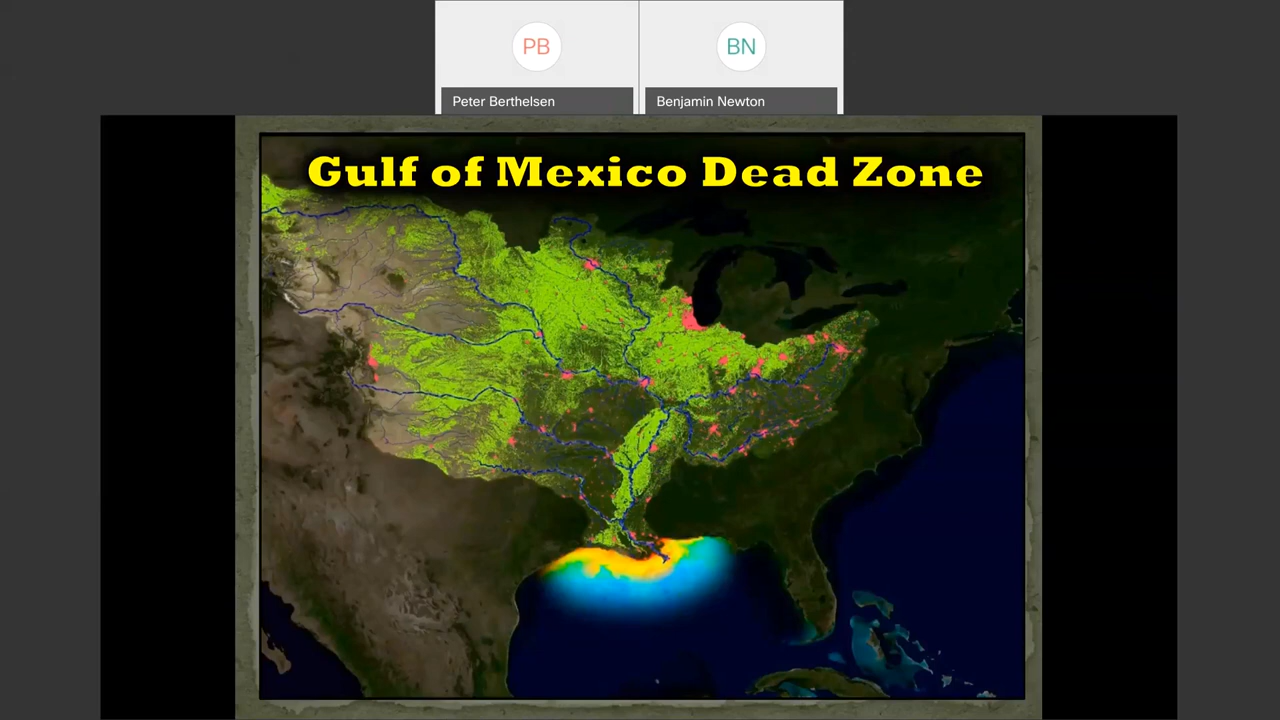 PB
BN
Peter Berthelsen
Benjamin Newton
Gulf of Mexico Dead Zone